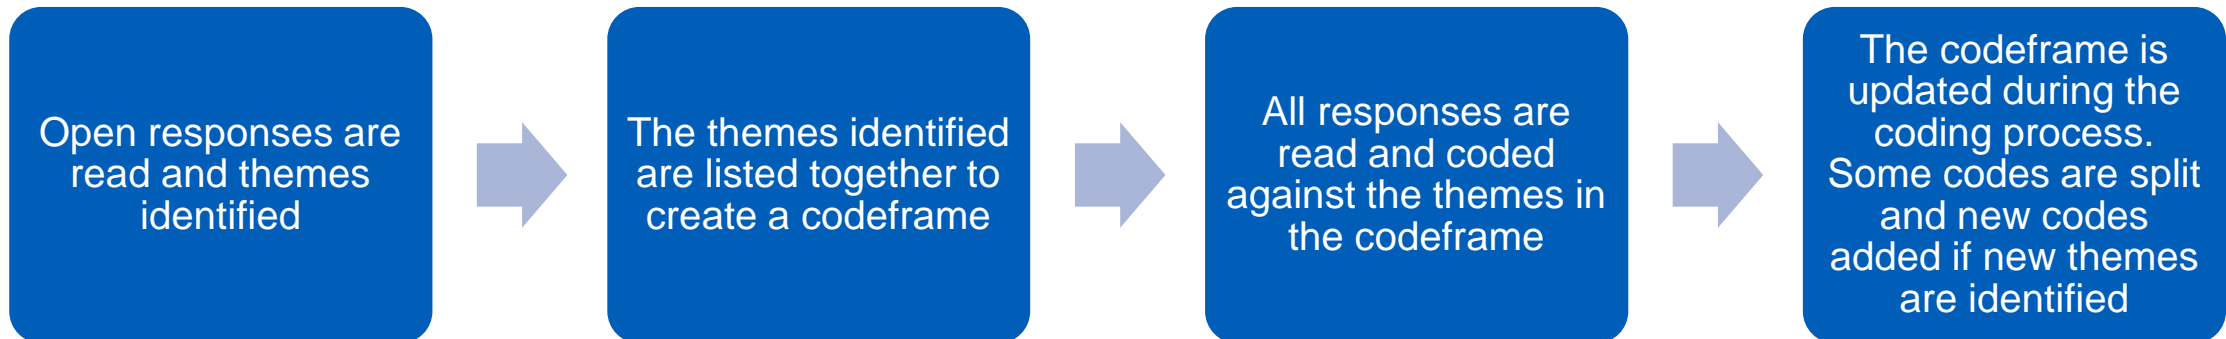 Open responses are
read and themes
identified
The themes identified
are listed together to
create a codeframe
All responses are
read and coded
against the themes in
the codeframe
The codeframe is
updated during the
coding process.
Some codes are split
and new codes
added if new themes
are identified